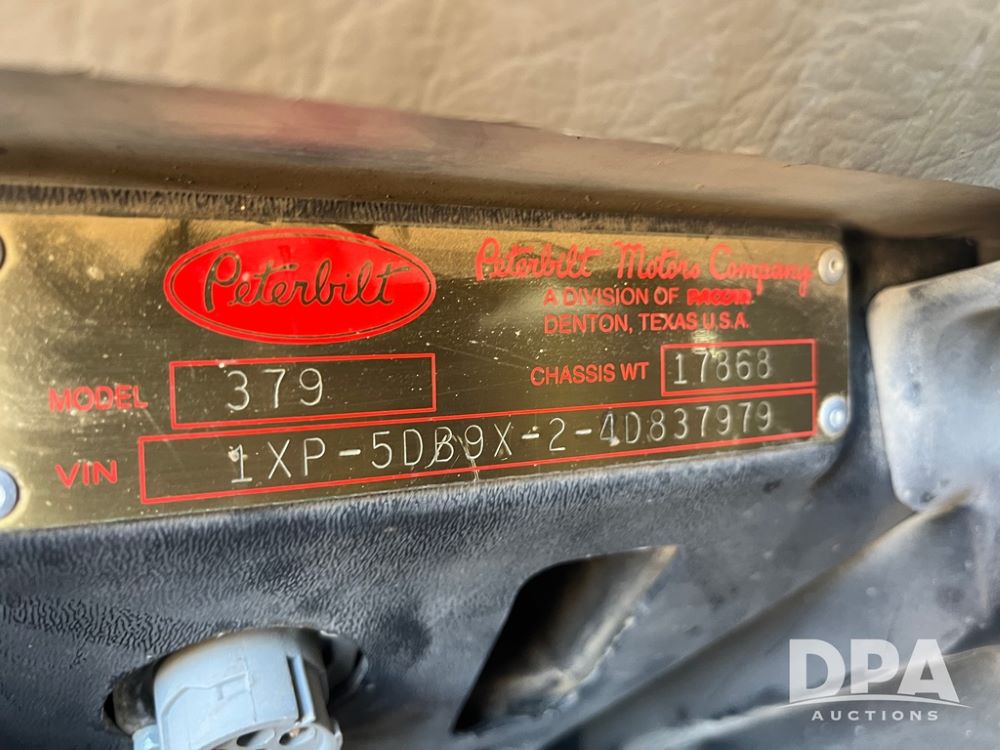 Peterbilt
Peterbilt Motors Company
A DIVISION OF PACCAR
DENTON, TEXAS U.S.A.
MODEL 379
CHASSIS WT 17868
VIN 1XP-5DB9X-2-4D837979
DPA
AUCTIONS